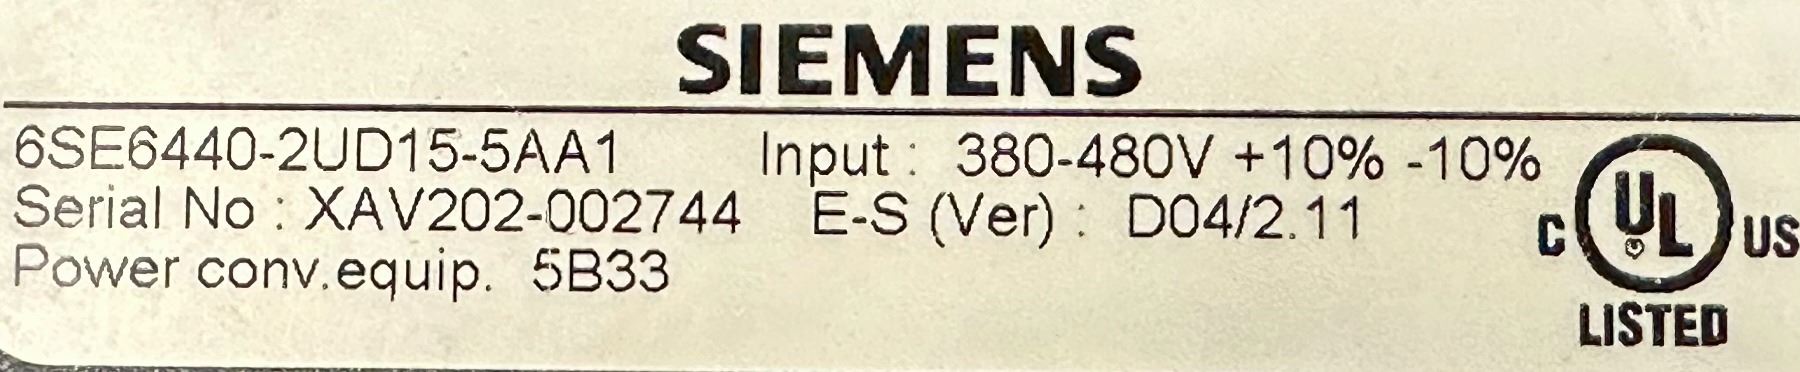 SIEMENS
6SE6440-2UD15-5AA1 Input : 380-480V +10% -10%
Serial No : XAV202-002744 E-S (Ver) : D04/2.11
Power conv.equip. 5B33
C UL US
LISTED